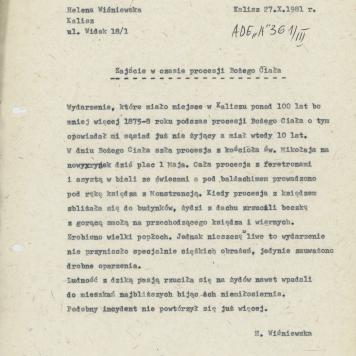 Helena Wiśniewska Kalisz 27.X.1981 r.
Kalisz
ul. Widok 18/1
ADE „K" 361/III
Zajście w czasie procesji Bożego Ciała
Wydarzenie, które miało miejsce w Kaliszu ponad 100 lat bo
mniej więcej 1875-8 roku podczas procesji Bożego Ciała o tym
opowiadał mi sąsiad już nie żyjący a miał wtedy 10 lat.
W dniu Bożego Ciała szła procesja z kościoła św. Mikołaja na
nowy rynek dziś plac 1 Maja. Cała procesja z feretronami
i asystą w bieli ze świecami a pod baldachimem prowadzono
pod rękę księdza z Monstrancją. Kiedy procesja z księdzem
zbliżała się do budynków, żydzi z dachu zrzucili beczkę
z gorącą smołą na przechodzącego księdza i wiernych.
Zrobiono wielki popłoch. Jednak nieszczęśliwe to wydarzenie
nie przyniosło specjalnie ciężkich obrażeń, jedynie zauważono
drobne oparzenia.
Ludność z dziką pasją rzuciła się na żydów nawet wpadali
do mieszkań najbliższych bijąc ich niemiłosiernie.
Podobny incydent nie powtórzył się już więcej.
H. Wiśniewska